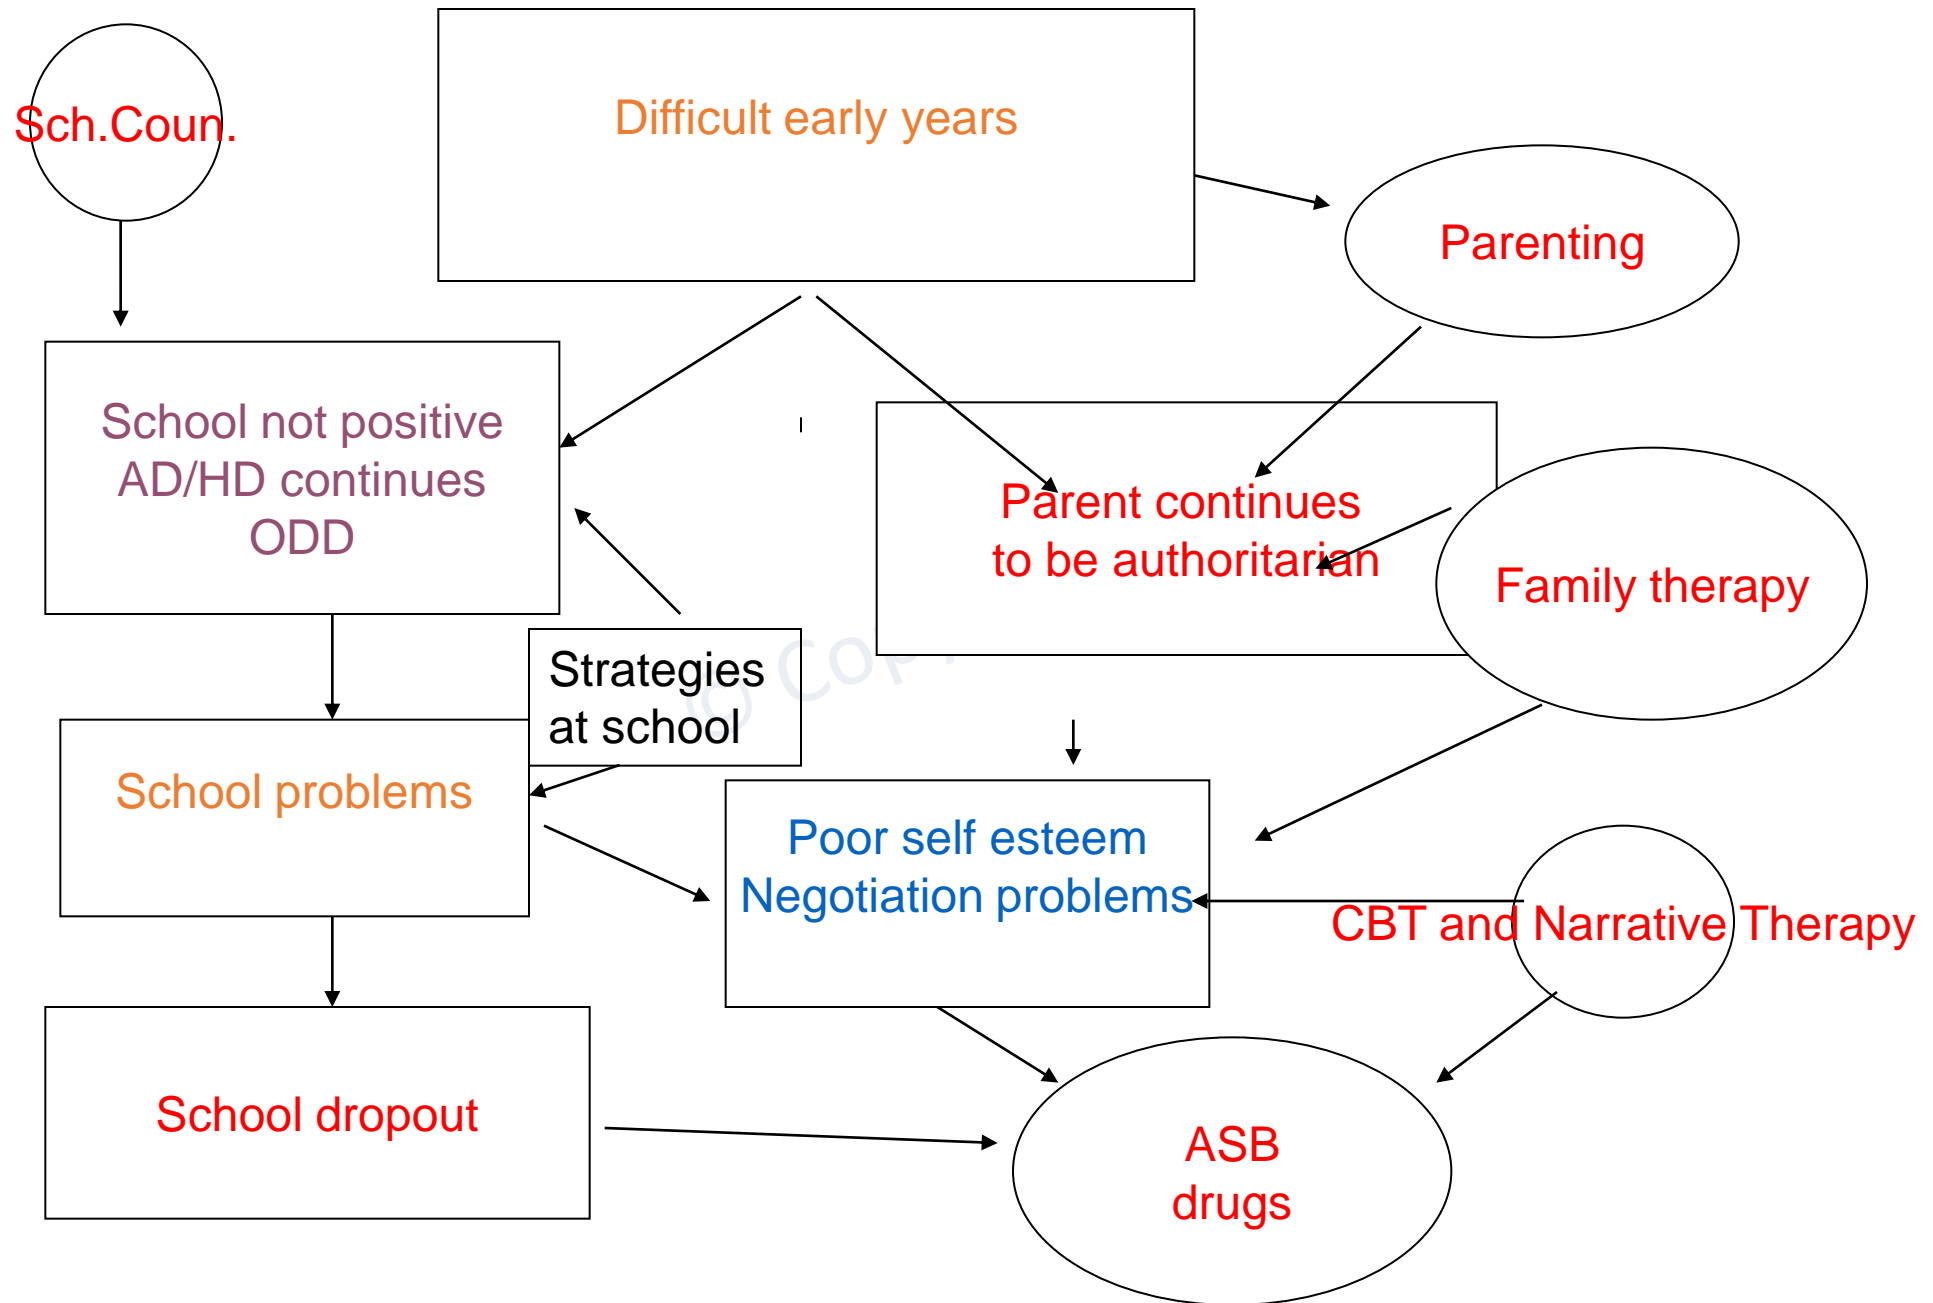 Sch.Coun.
Difficult early years
Parenting
School not positive
AD/HD continues
ODD
Parent continues
to be authoritarian
Family therapy
Strategies
at school
School problems
Poor self esteem
Negotiation problems
CBT and Narrative Therapy
School dropout
ASB
drugs